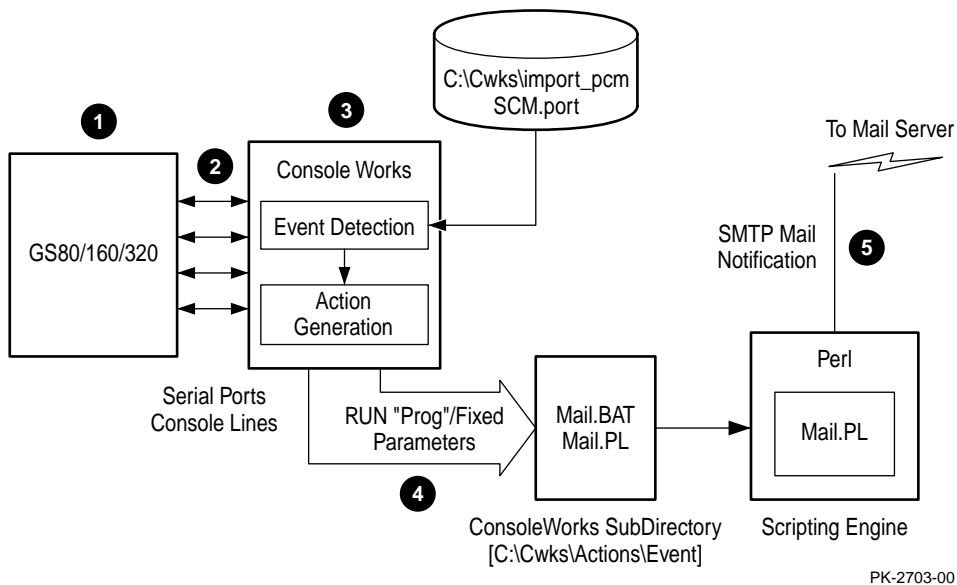 C:\Cwks\import_pcm
SCM.port
1
2
3
To Mail Server
Console Works
Event Detection
GS80/160/320
SMTP Mail
Notification
5
Action
Generation
Serial Ports
Console Lines
RUN "Prog"/Fixed
Parameters
4
Mail.BAT
Mail.PL
Perl
Mail.PL
ConsoleWorks SubDirectory
[C:\Cwks\Actions\Event]
Scripting Engine
PK-2703-00